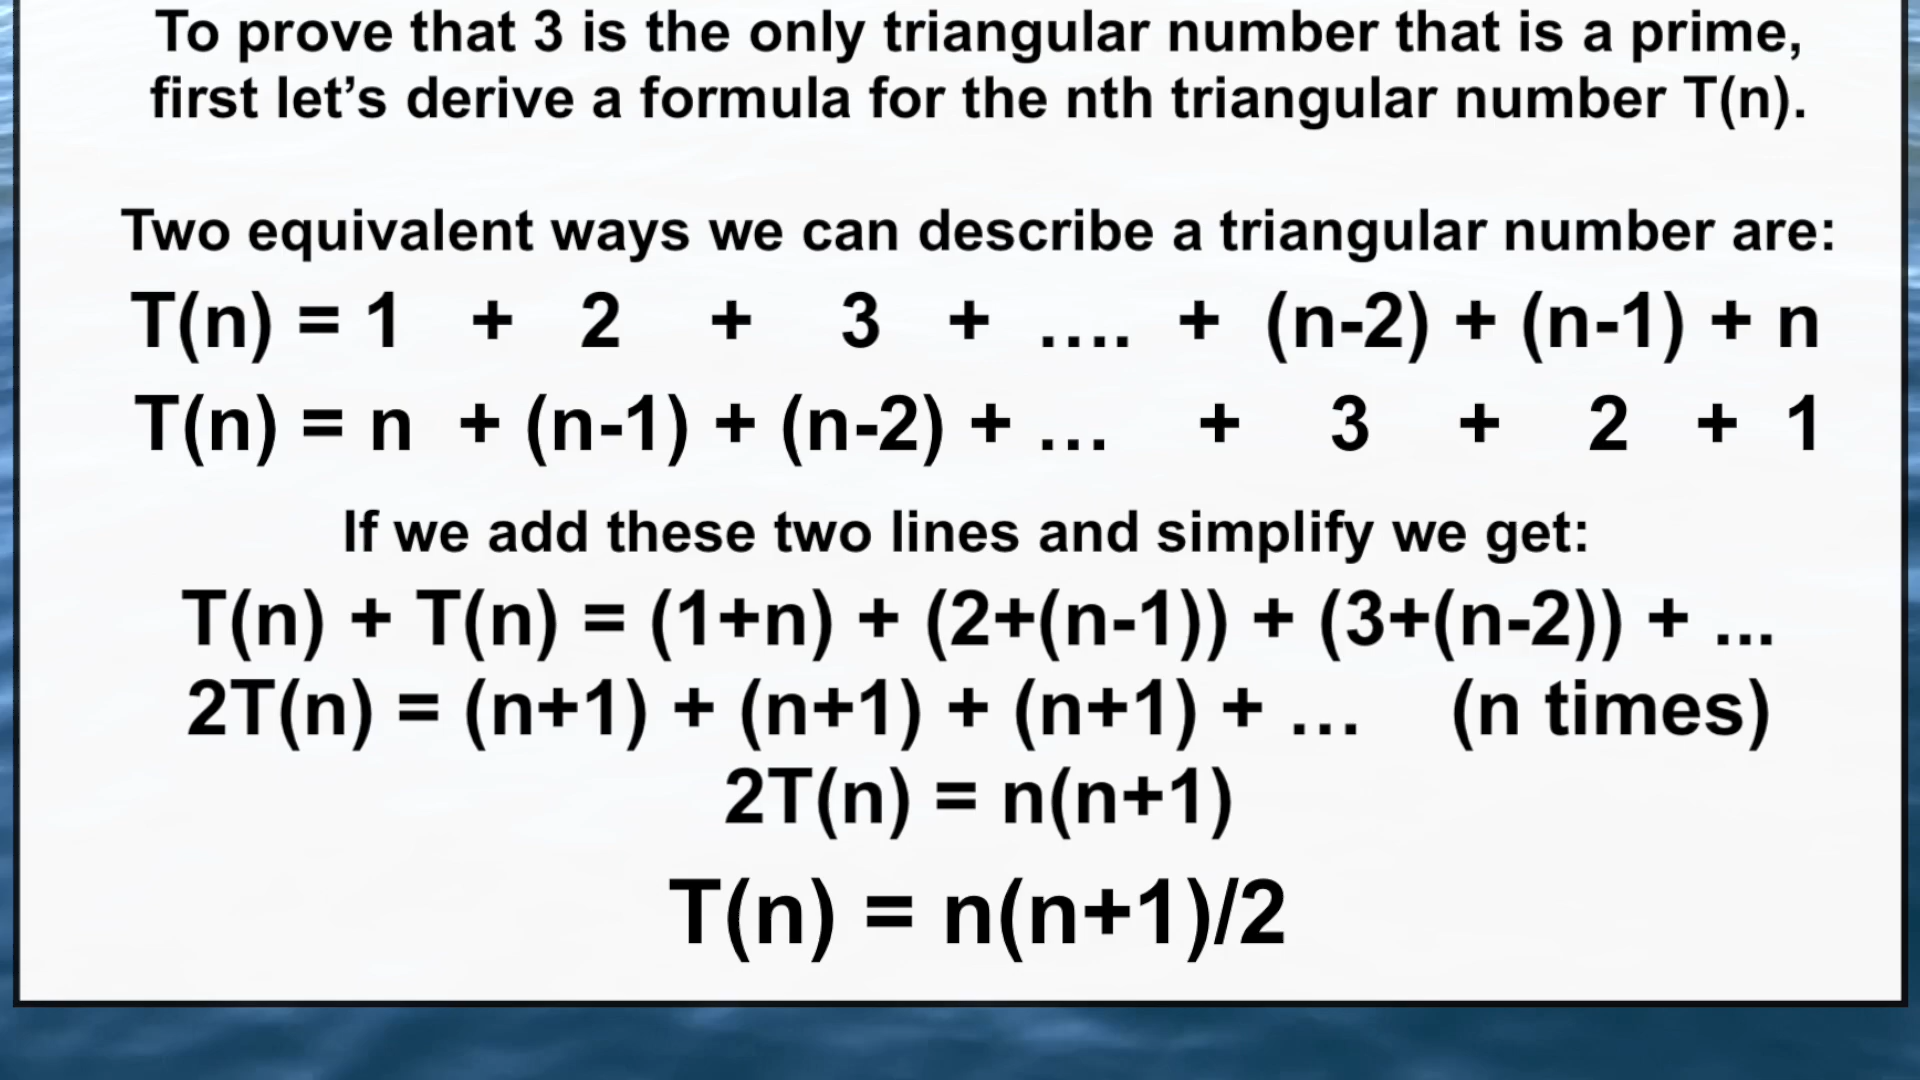 To prove that 3 is the only triangular number that is a prime,
first let’s derive a formula for the nth triangular number T(n).
Two equivalent ways we can describe a triangular number are:
T(n) = 1 + 2 + 3 + .... + (n-2) + (n-1) + n
T(n) = n + (n-1) + (n-2) + ... + 3 + 2 + 1
If we add these two lines and simplify we get:
T(n) + T(n) = (1+n) + (2+(n-1)) + (3+(n-2)) + ...
2T(n) = (n+1) + (n+1) + (n+1) + ... (n times)
2T(n) = n(n+1)
T(n) = n(n+1)/2